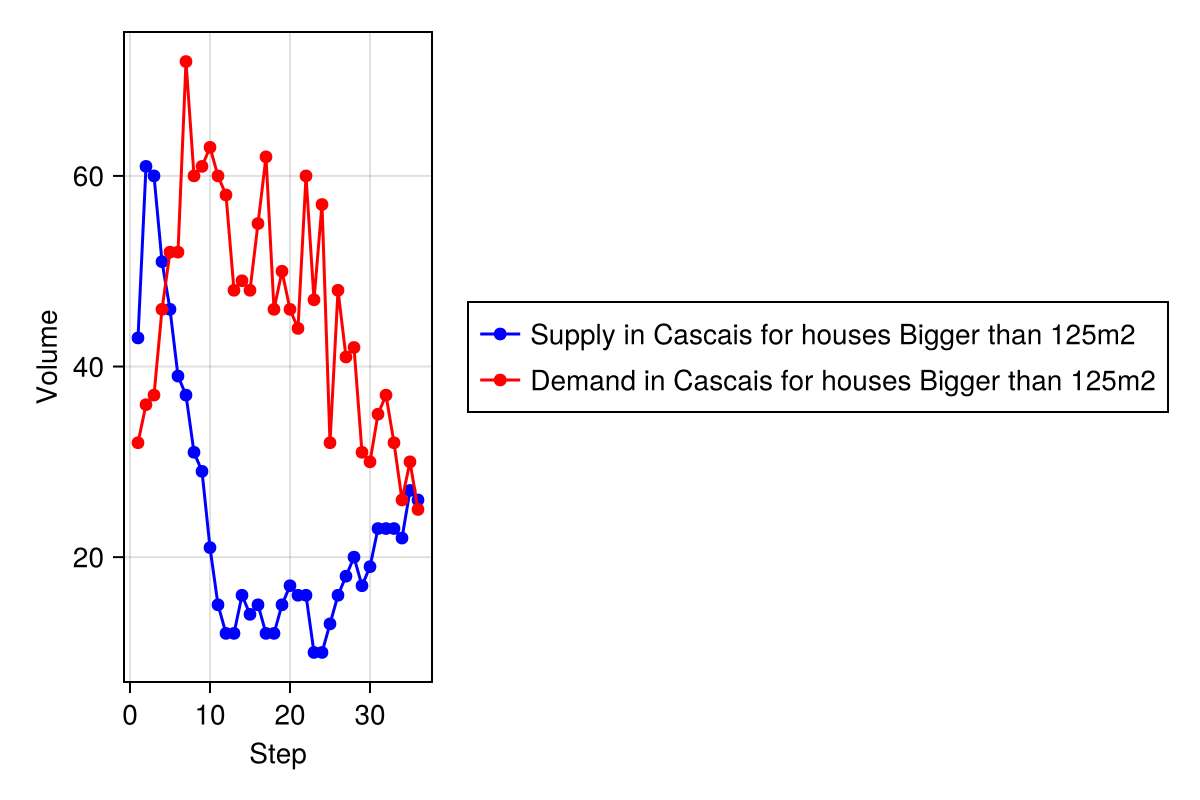 60
40
20
Volume
0 10 20 30
Step
Supply in Cascais for houses Bigger than 125m2
Demand in Cascais for houses Bigger than 125m2